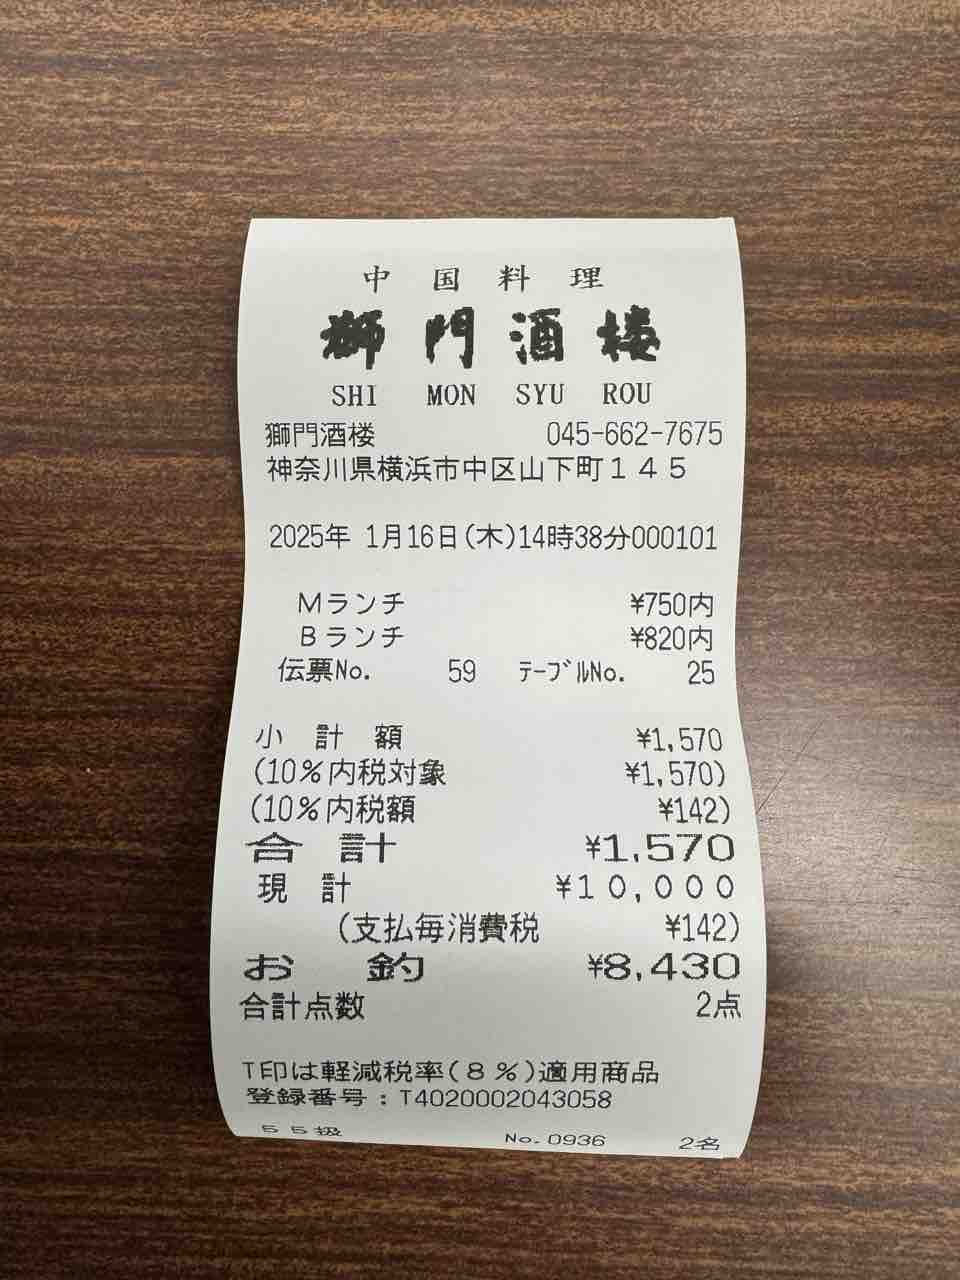 中国料理
獅門酒楼
SHI MON SYU ROU
獅門酒楼 045-662-7675
神奈川県横浜市中区山下町145
2025年 1月16日(木)14時38分000101
Mランチ ¥750内
Bランチ ¥820内
伝票No. 59 テーブルNo. 25
小計額 ¥1,570
(10%内税対象 ¥1,570)
(10%内税額 ¥142)
合計 ¥1,570
現計 ¥10,000
(支払毎消費税 ¥142)
お釣 ¥8,430
合計点数 2点
T印は軽減税率(8%)適用商品
登録番号:T4020002043058
55扱 No.0936 2名